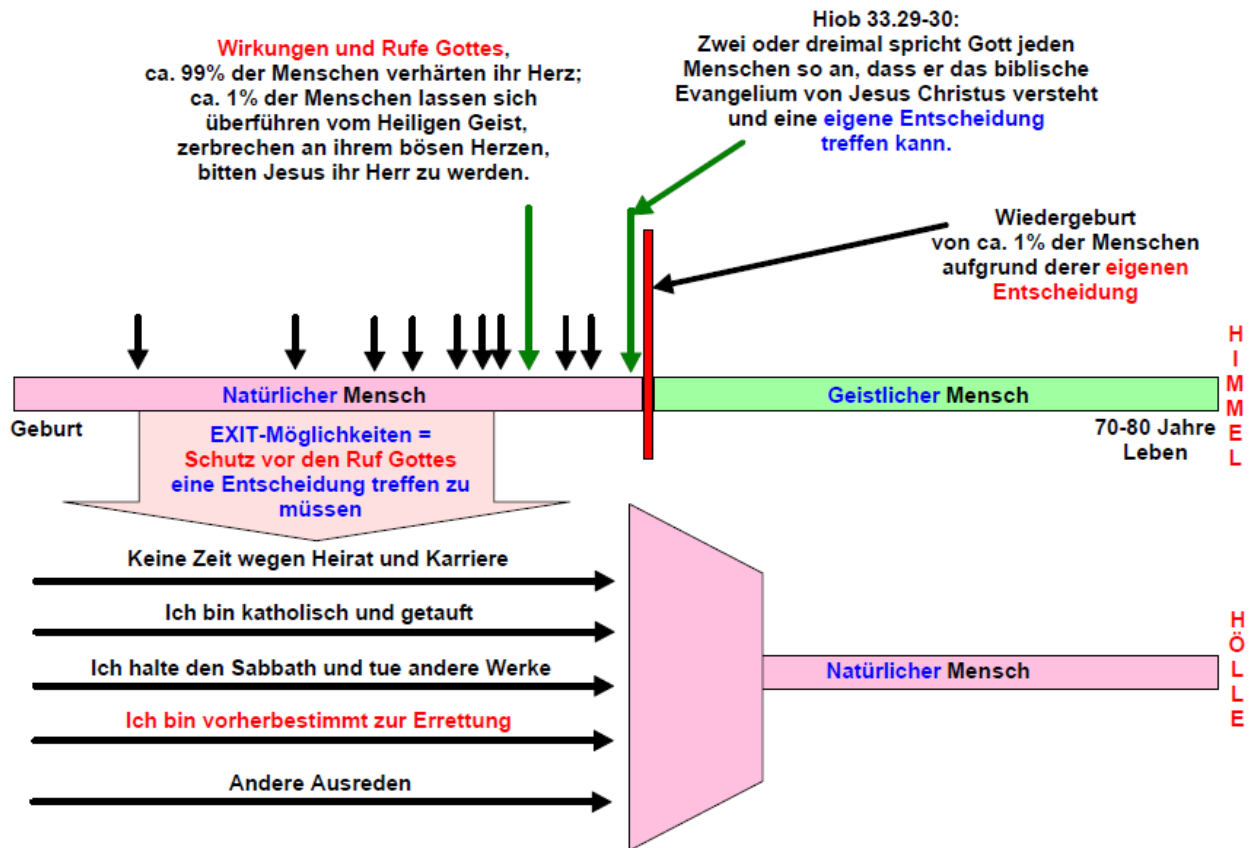 Wirkungen und Rufe Gottes,
ca. 99% der Menschen verhärten ihr Herz;
ca. 1% der Menschen lassen sich
überführen vom Heiligen Geist,
zerbrechen an ihrem bösen Herzen,
bitten Jesus ihr Herr zu werden.
Hiob 33.29-30:
Zwei oder dreimal spricht Gott jeden
Menschen so an, dass er das biblische
Evangelium von Jesus Christus versteht
und eine eigene Entscheidung
treffen kann.
Wiedergeburt
von ca. 1% der Menschen
aufgrund derer eigenen
Entscheidung
Natürlicher Mensch
Geistlicher Mensch
HIMMEL
Geburt
70-80 Jahre
Leben
EXIT-Möglichkeiten =
Schutz vor den Ruf Gottes
eine Entscheidung treffen zu
müssen
Keine Zeit wegen Heirat und Karriere
Ich bin katholisch und getauft
Ich halte den Sabbath und tue andere Werke
Ich bin vorherbestimmt zur Errettung
Andere Ausreden
Natürlicher Mensch
HÖLLE